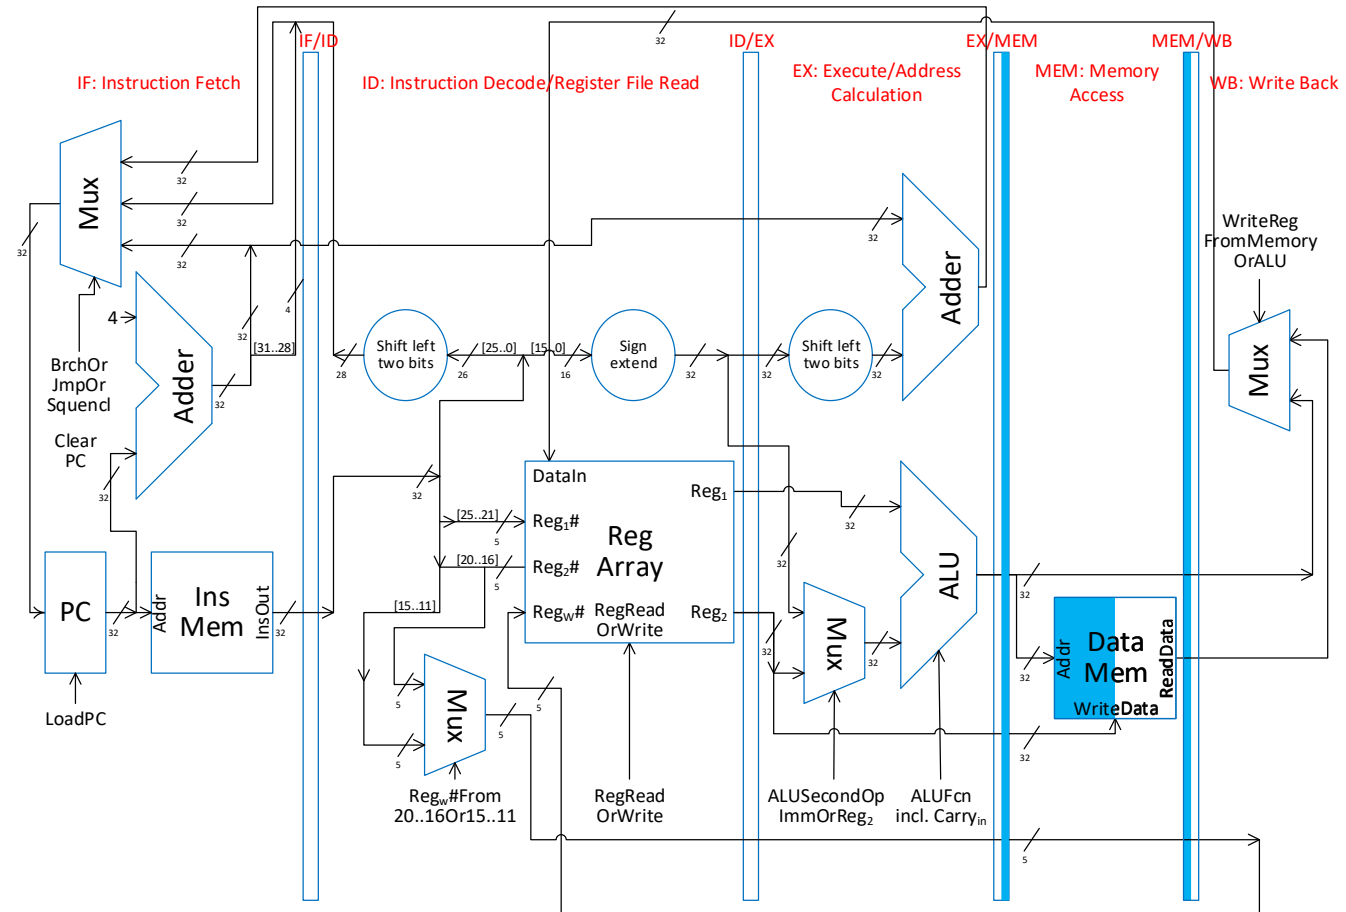 32
32
IF/ID
ID/EX
EX/MEM
MEM/WB
IF: Instruction Fetch
ID: Instruction Decode/Register File Read
EX: Execute/Address
Calculation
MEM: Memory
Access
WB: Write Back
Mux
32
32
32
32
BrchOr
JmpOr
Squencl
4
Adder
32
32
4
[31..28]
Clear
PC
32
PC
LoadPC
32
Addr
Ins
Mem
InsOut
32
28
Shift left
two bits
26
[25..0]
[15..0]
16
Sign
extend
32
32
Shift left
two bits
32
32
Adder
WriteReg
FromMemory
OrALU
Mux
32
[25..21]
5
[20..16]
5
[15..11]
5
5
Mux
5
5
Regw#From
20..16Or15..11
DataIn
Reg1#
Reg2#
Regw#
Reg
Array
RegRead
OrWrite
Reg1
Reg2
RegRead
OrWrite
32
32
32
Mux
32
ALUSecondOp
ImmOrReg2
ALU
ALUFcn
incl. Carryin
32
32
32
5
Addr
Data
Mem
ReadData
WriteData